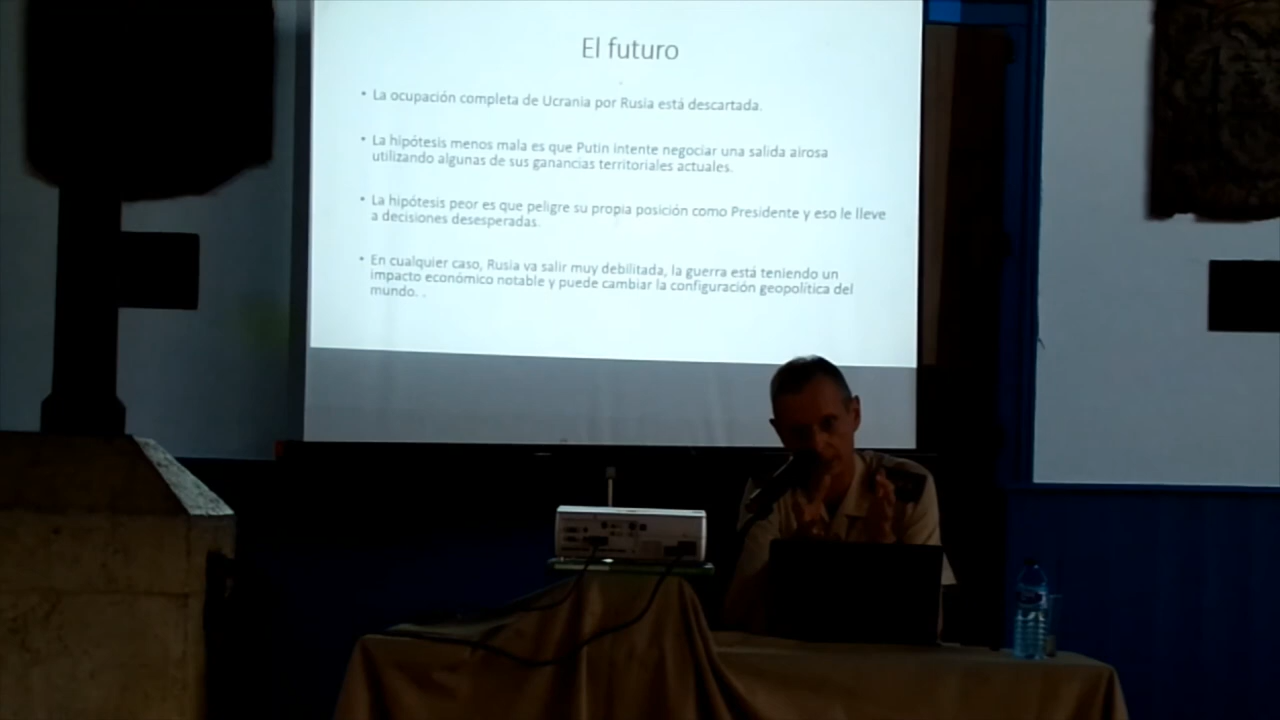 El futuro
• La ocupación completa de Ucrania por Rusia está descartada.
• La hipótesis menos mala es que Putin intente negociar una salida airosa
utilizando algunas de sus ganancias territoriales actuales.
• La hipótesis peor es que peligre su propia posición como Presidente y eso le lleve
a decisiones desesperadas.
• En cualquier caso, Rusia va salir muy debilitada, la guerra está teniendo un
impacto económico notable y puede cambiar la configuración geopolítica del
mundo. .